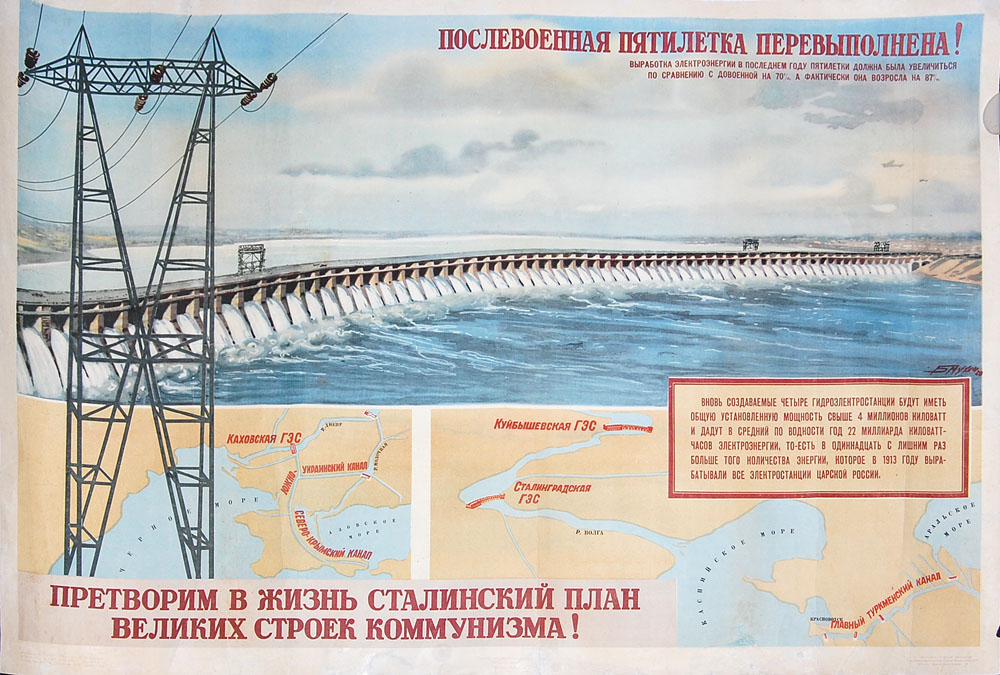 ПОСЛЕВОЕННАЯ ПЯТИЛЕТКА ПЕРЕВЫПОЛНЕНА!
ВЫРАБОТКА ЭЛЕКТРОЭНЕРГИИ В ПОСЛЕДНЕМ ГОДУ ПЯТИЛЕТКИ ДОЛЖНА БЫЛА УВЕЛИЧИТЬСЯ
ПО СРАВНЕНИЮ С ДОВОЕННОЙ НА 70%, А ФАКТИЧЕСКИ ОНА ВОЗРОСЛА НА 87%.
ВНОВЬ СОЗДАВАЕМЫЕ ЧЕТЫРЕ ГИДРОЭЛЕКТРОСТАНЦИИ БУДУТ ИМЕТЬ
ОБЩУЮ УСТАНОВЛЕННУЮ МОЩНОСТЬ СВЫШЕ 4 МИЛЛИОНОВ КИЛОВАТТ
И ДАДУТ В СРЕДНИЙ ПО ВОДНОСТИ ГОД 22 МИЛЛИАРДА КИЛОВАТТ-
ЧАСОВ ЭЛЕКТРОЭНЕРГИИ, ТО-ЕСТЬ В ОДИННАДЦАТЬ С ЛИШНИМ РАЗ
БОЛЬШЕ ТОГО КОЛИЧЕСТВА ЭНЕРГИИ, КОТОРОЕ В 1913 ГОДУ ВЫРА-
БАТЫВАЛИ ВСЕ ЭЛЕКТРОСТАНЦИИ ЦАРСКОЙ РОССИИ.
КАХОВСКАЯ ГЭС
Р. ДНЕПР
ЮЖНО-
УКРАИНСКИЙ КАНАЛ
СЕВЕРО-КРЫМСКИЙ КАНАЛ
ЧЕРНОЕ МОРЕ
АЗОВСКОЕ
МОРЕ
КУЙБЫШЕВСКАЯ ГЭС
СТАЛИНГРАДСКАЯ
ГЭС
Р. ВОЛГА
КАСПИЙСКОЕ МОРЕ
АРАЛЬСКОЕ
МОРЕ
КРАСНОВОДСК
ГЛАВНЫЙ ТУРКМЕНСКИЙ КАНАЛ
ПРЕТВОРИМ В ЖИЗНЬ СТАЛИНСКИЙ ПЛАН
ВЕЛИКИХ СТРОЕК КОММУНИЗМА!